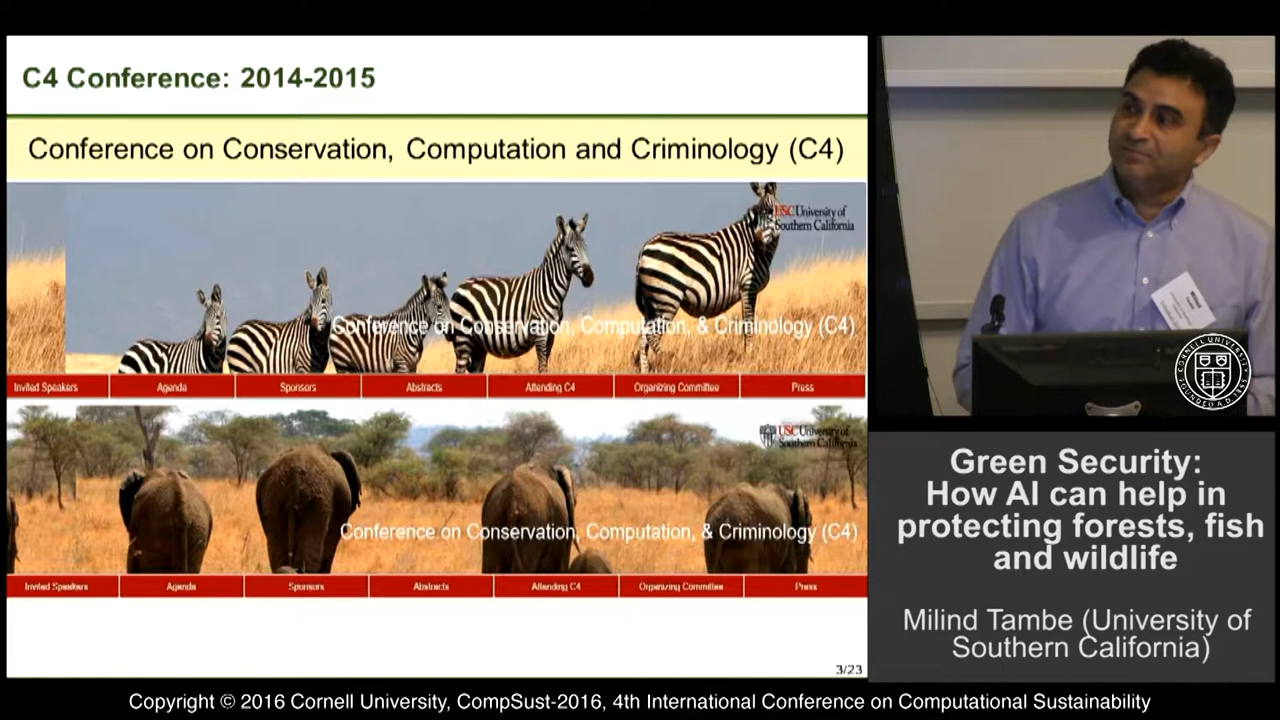 C4 Conference: 2014-2015
Conference on Conservation, Computation and Criminology (C4)
USC University of
Southern California
Conference on Conservation, Computation, & Criminology (C4)
Invited Speakers Agenda Sponsors Abstracts Attending C4 Organizing Committee Press
USC University of
Southern California
Conference on Conservation, Computation, & Criminology (C4)
Invited Speakers Agenda Sponsors Abstracts Attending C4 Organizing Committee Press
3/23
CORNELL UNIVERSITY
FOUNDED A.D. 1865
Green Security:
How AI can help in
protecting forests, fish
and wildlife
Milind Tambe (University of
Southern California)
Copyright © 2016 Cornell University, CompSust-2016, 4th International Conference on Computational Sustainability